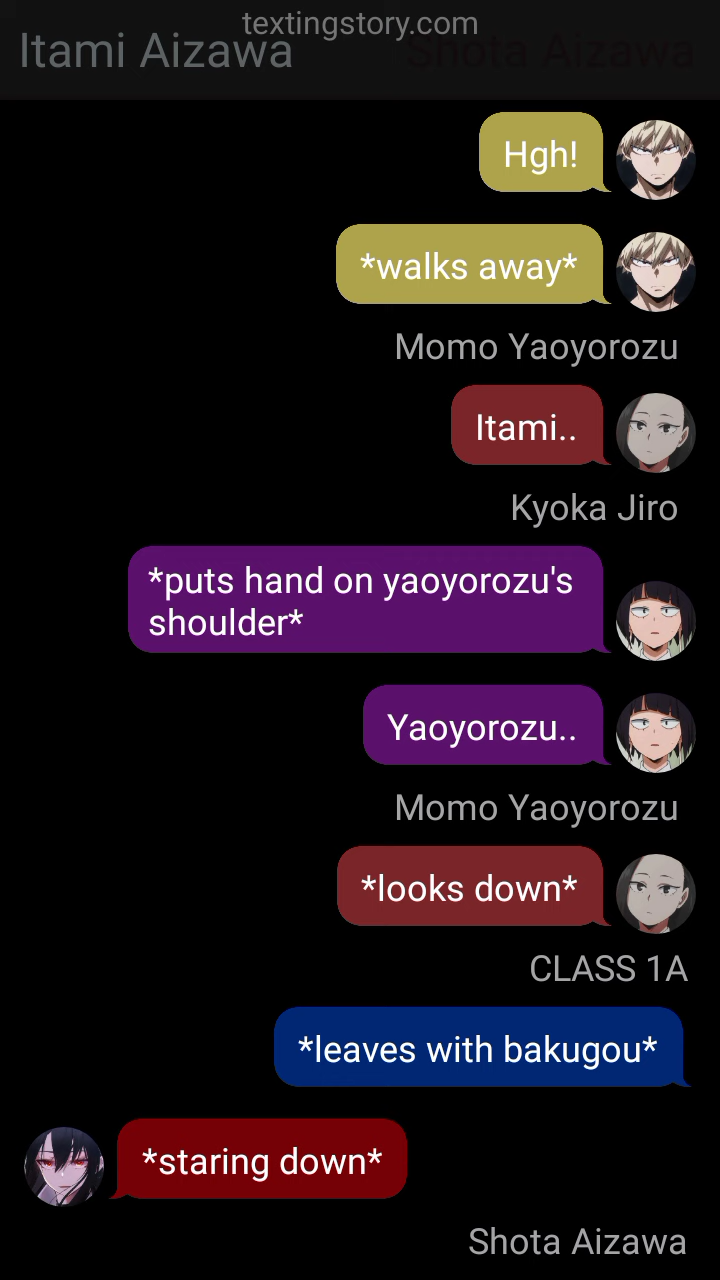 textingstory.com
Itami Aizawa
Shota Aizawa
Hgh!
*walks away*
Momo Yaoyorozu
Itami..
Kyoka Jiro
*puts hand on yaoyorozu's
shoulder*
Yaoyorozu..
Momo Yaoyorozu
*looks down*
CLASS 1A
*leaves with bakugou*
*staring down*
Shota Aizawa